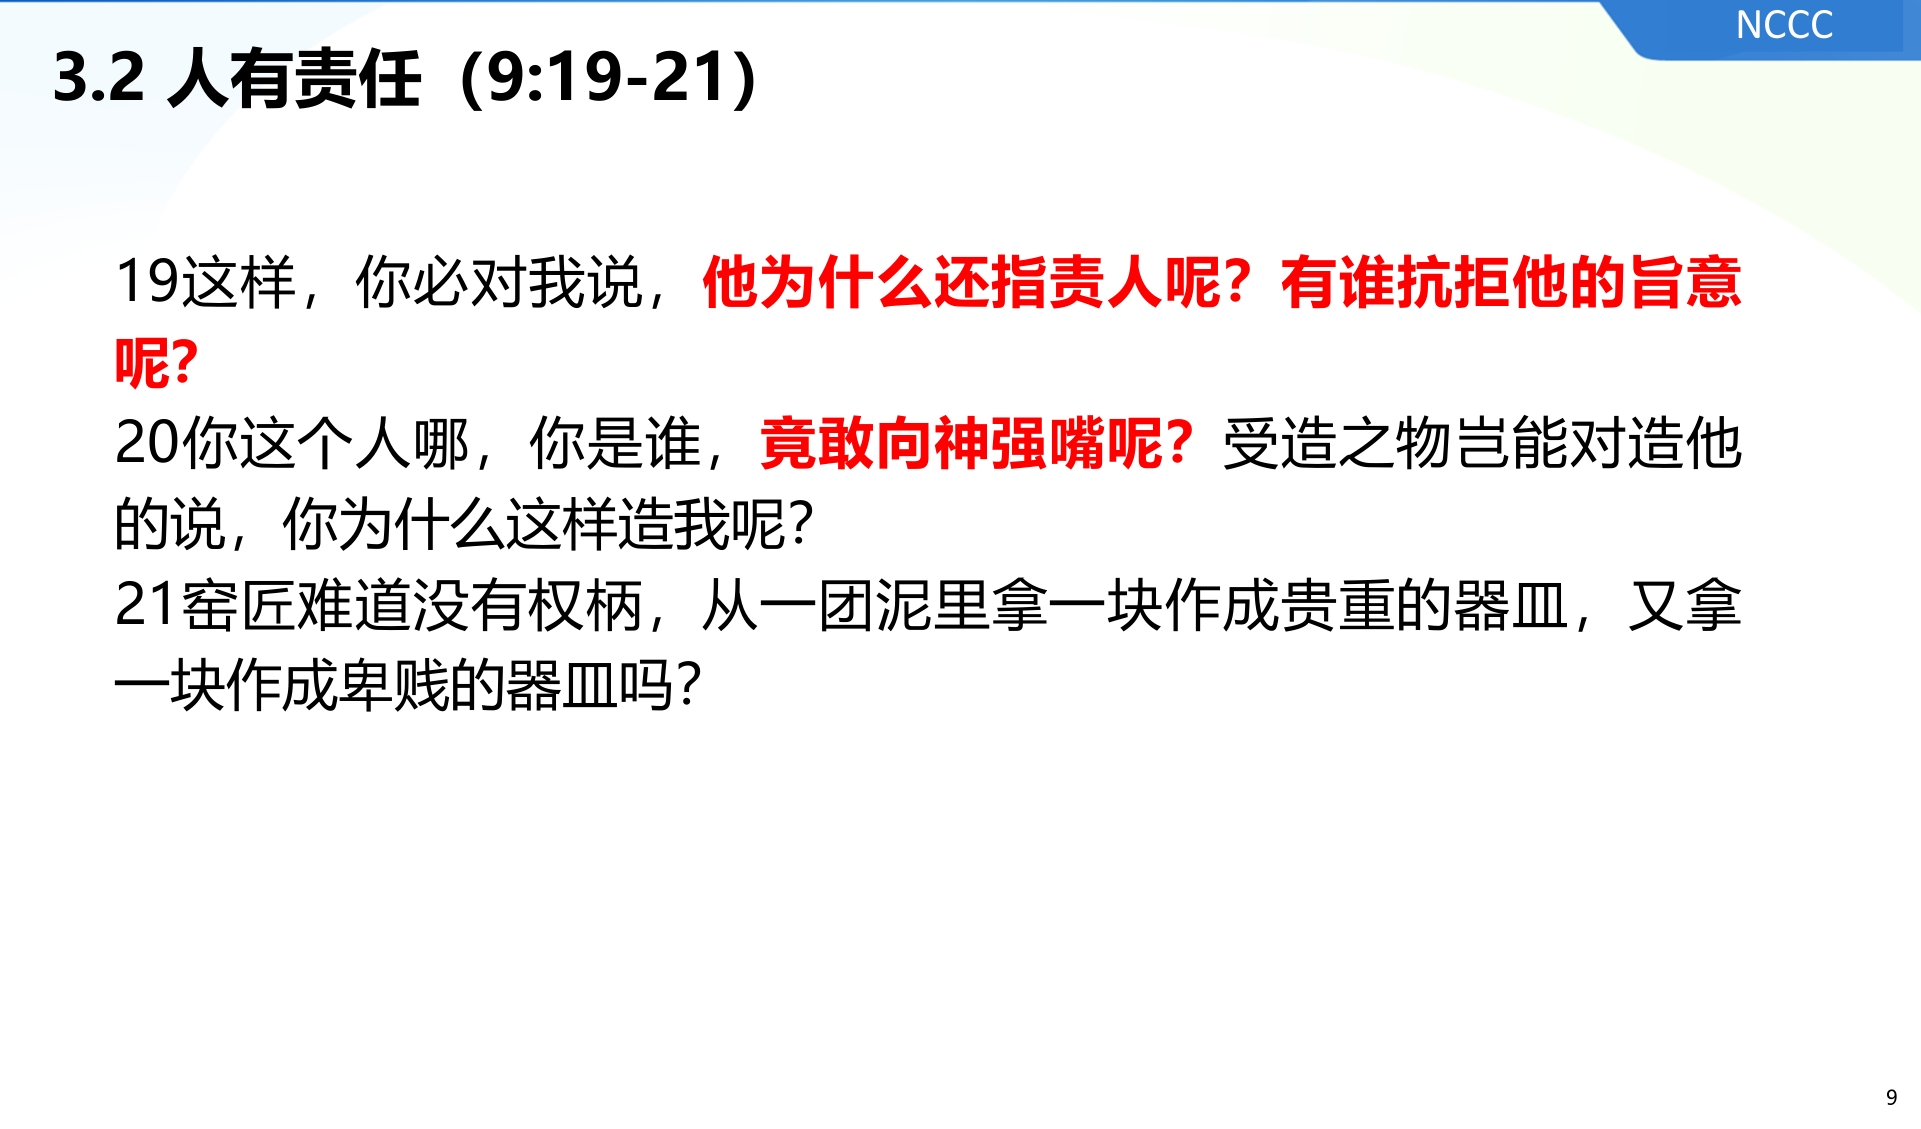 NCCC
3.2 人有责任（9:19-21）
19这样，你必对我说，他为什么还指责人呢？有谁抗拒他的旨意
呢？
20你这个人哪，你是谁，竟敢向神强嘴呢？受造之物岂能对造他
的说，你为什么这样造我呢？
21窑匠难道没有权柄，从一团泥里拿一块作成贵重的器皿，又拿
一块作成卑贱的器皿吗？
9